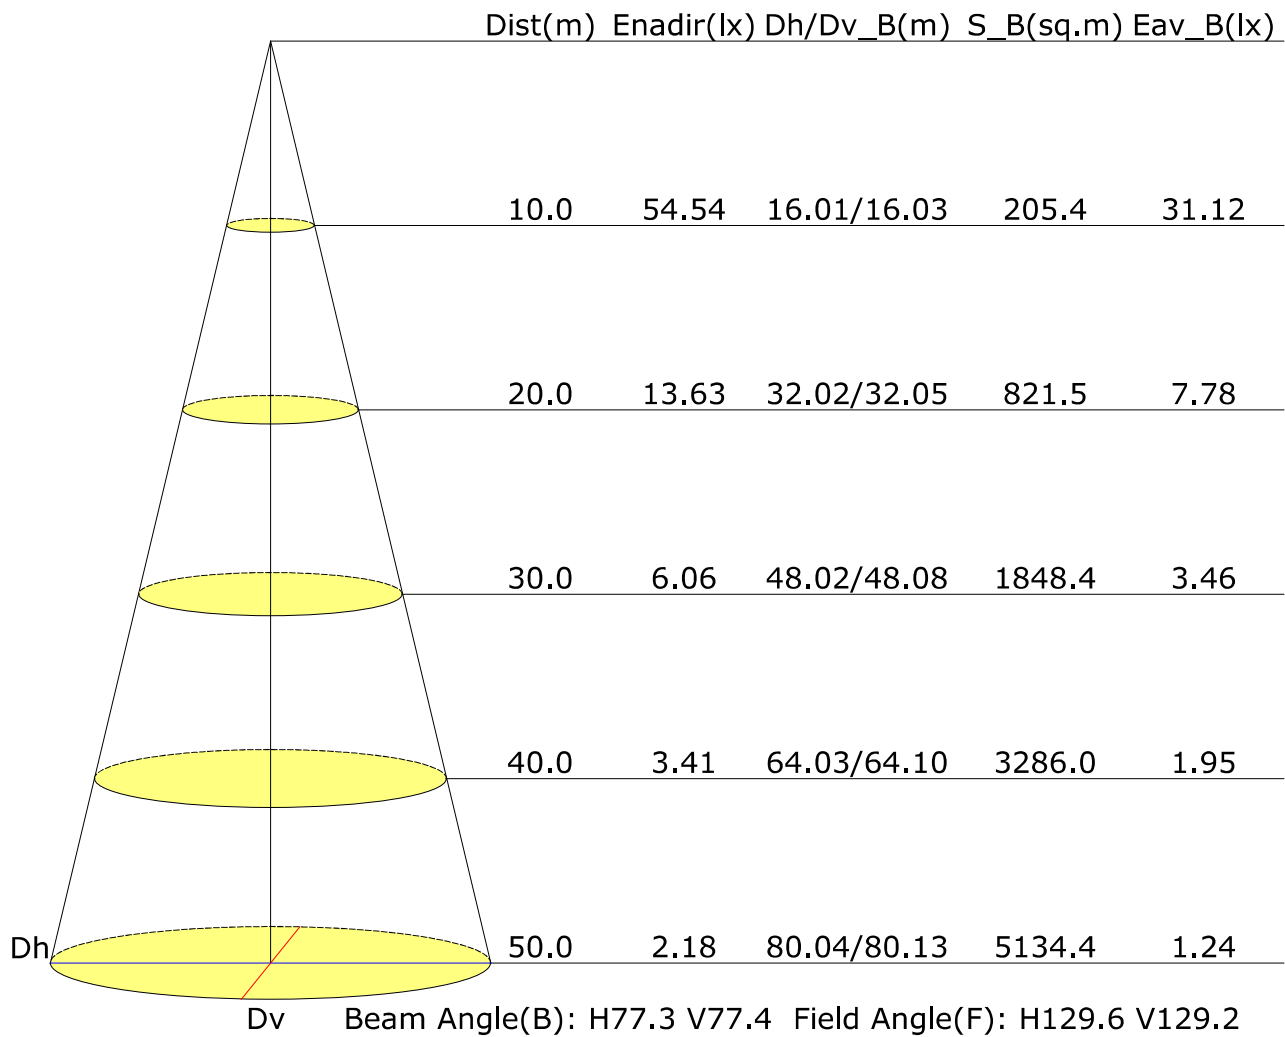 Dist(m) Enadir(lx) Dh/Dv_B(m) S_B(sq.m) Eav_B(lx)
10.0 54.54 16.01/16.03 205.4 31.12
20.0 13.63 32.02/32.05 821.5 7.78
30.0 6.06 48.02/48.08 1848.4 3.46
40.0 3.41 64.03/64.10 3286.0 1.95
Dh 50.0 2.18 80.04/80.13 5134.4 1.24
Dv Beam Angle(B): H77.3 V77.4 Field Angle(F): H129.6 V129.2